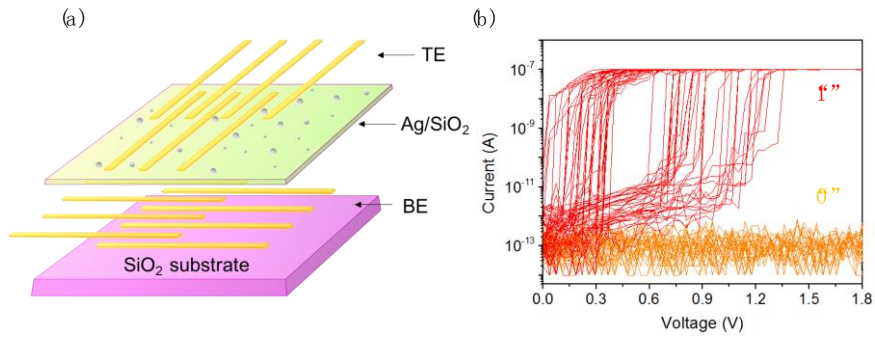 (a)
TE
Ag/SiO₂
BE
SiO₂ substrate
(b)
Current (A)
10⁻⁷
10⁻⁹
10⁻¹¹
10⁻¹³
"1"
"0"
0.0 0.3 0.6 0.9 1.2 1.5 1.8
Voltage (V)